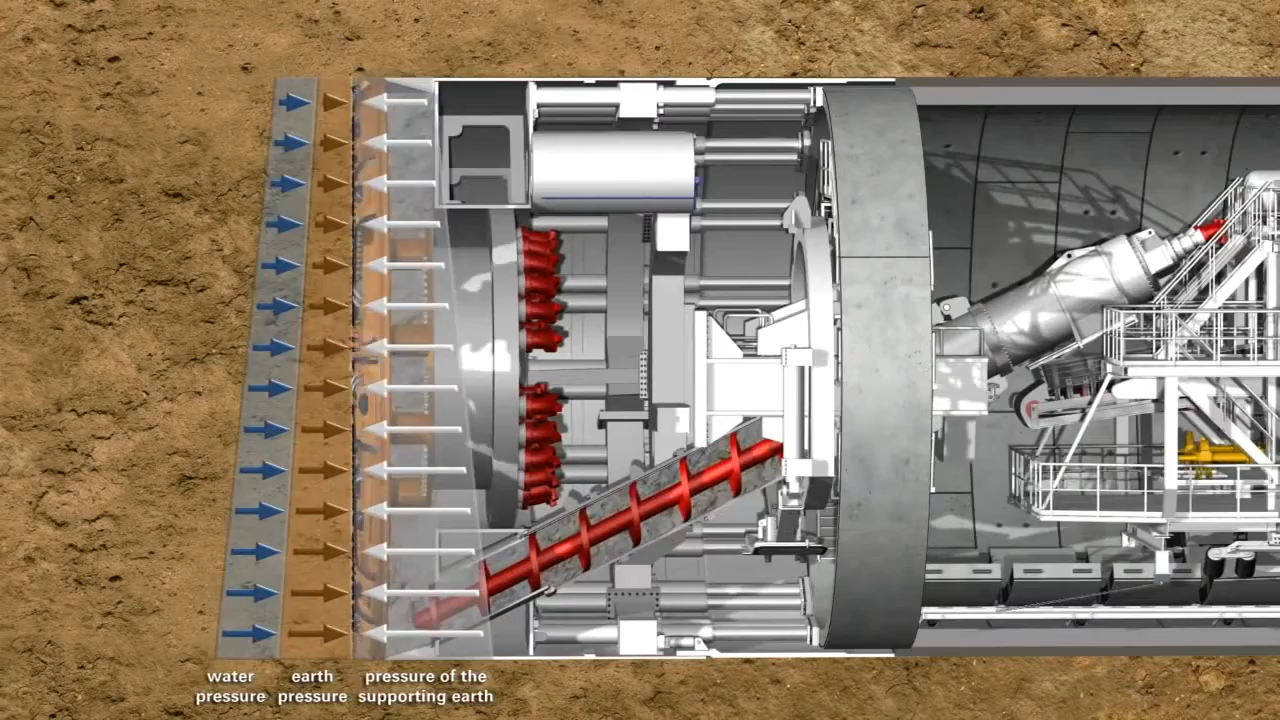 water
pressure
earth
pressure
pressure of the
supporting earth